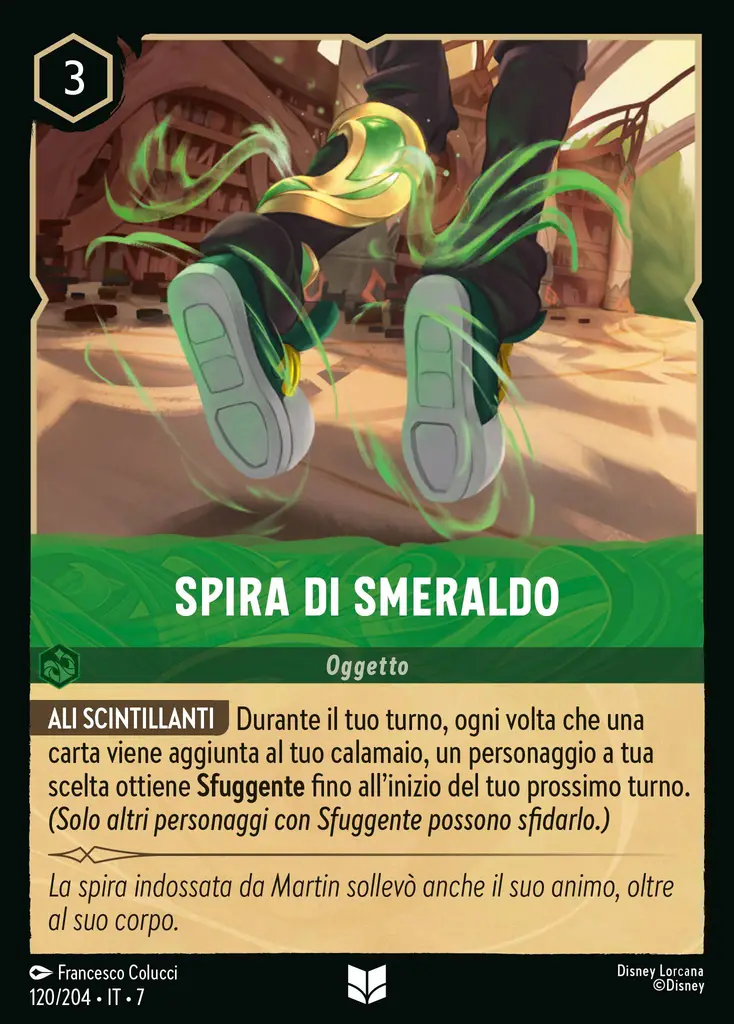 3
SPIRA DI SMERALDO
Oggetto
ALI SCINTILLANTI Durante il tuo turno, ogni volta che una
carta viene aggiunta al tuo calamaio, un personaggio a tua
scelta ottiene Sfuggente fino all’inizio del tuo prossimo turno.
(Solo altri personaggi con Sfuggente possono sfidarlo.)
La spira indossata da Martin sollevò anche il suo animo, oltre
al suo corpo.
Francesco Colucci
120/204 • IT • 7
Disney Lorcana
©Disney